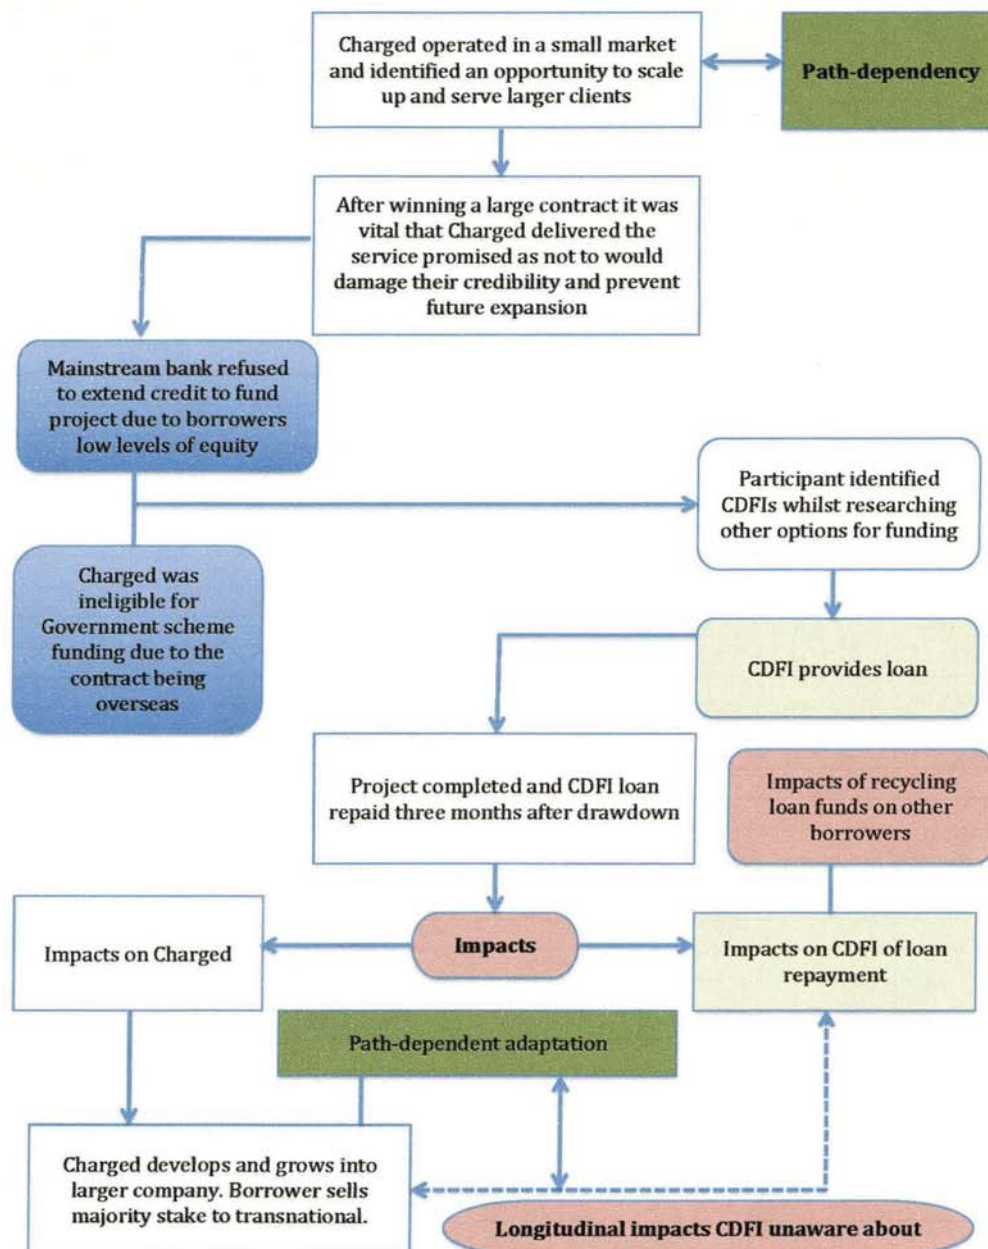 Charged operated in a small market
and identified an opportunity to scale
up and serve larger clients
Path-dependency
After winning a large contract it was
vital that Charged delivered the
service promised as not to would
damage their credibility and prevent
future expansion
Mainstream bank refused
to extend credit to fund
project due to borrowers
low levels of equity
Participant identified
CDFIs whilst researching
other options for funding
Charged was
ineligible for
Government scheme
funding due to the
contract being
overseas
CDFI provides loan
Project completed and CDFI loan
repaid three months after drawdown
Impacts of recycling
loan funds on other
borrowers
Impacts on Charged
Impacts
Impacts on CDFI of loan
repayment
Path-dependent adaptation
Charged develops and grows into
larger company. Borrower sells
majority stake to transnational.
Longitudinal impacts CDFI unaware about